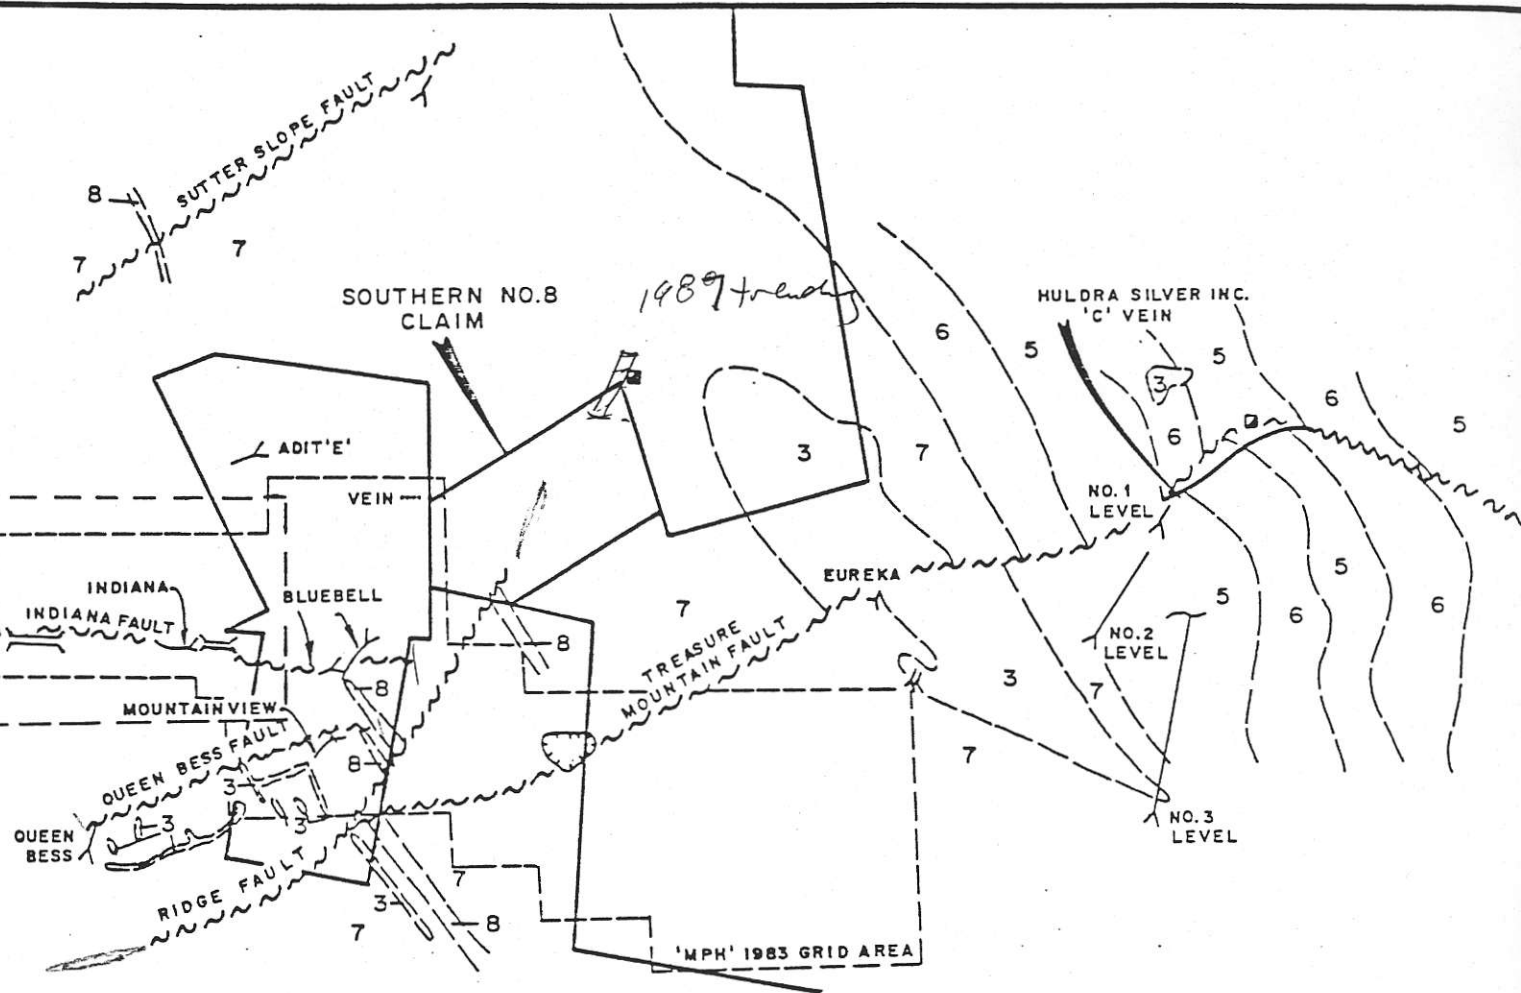 SUTTER SLOPE FAULT
8
7
7
SOUTHERN NO.8
CLAIM
HULDRA SILVER INC.
'C' VEIN
6
5
5
3
6
6
5
3
7
ADIT 'E'
VEIN
NO. 1
LEVEL
INDIANA
INDIANA FAULT
BLUEBELL
EUREKA
7
8
TREASURE
MOUNTAIN FAULT
5
5
6
6
NO.2
LEVEL
3
7
8
MOUNTAIN VIEW
QUEEN BESS FAULT
8
7
3
3
3
QUEEN
BESS
NO. 3
LEVEL
RIDGE FAULT
7
3
8
7
'MPH' 1983 GRID AREA